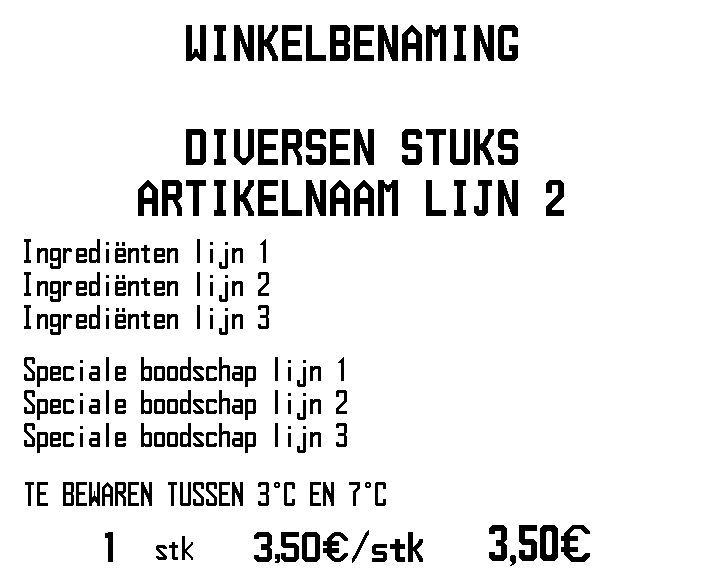 WINKELBENAMING
DIVERSEN STUKS
ARTIKELNAAM LIJN 2
Ingrediënten lijn 1
Ingrediënten lijn 2
Ingrediënten lijn 3
Speciale boodschap lijn 1
Speciale boodschap lijn 2
Speciale boodschap lijn 3
TE BEWAREN TUSSEN 3°C EN 7°C
1 stk 3,50€/stk 3,50€